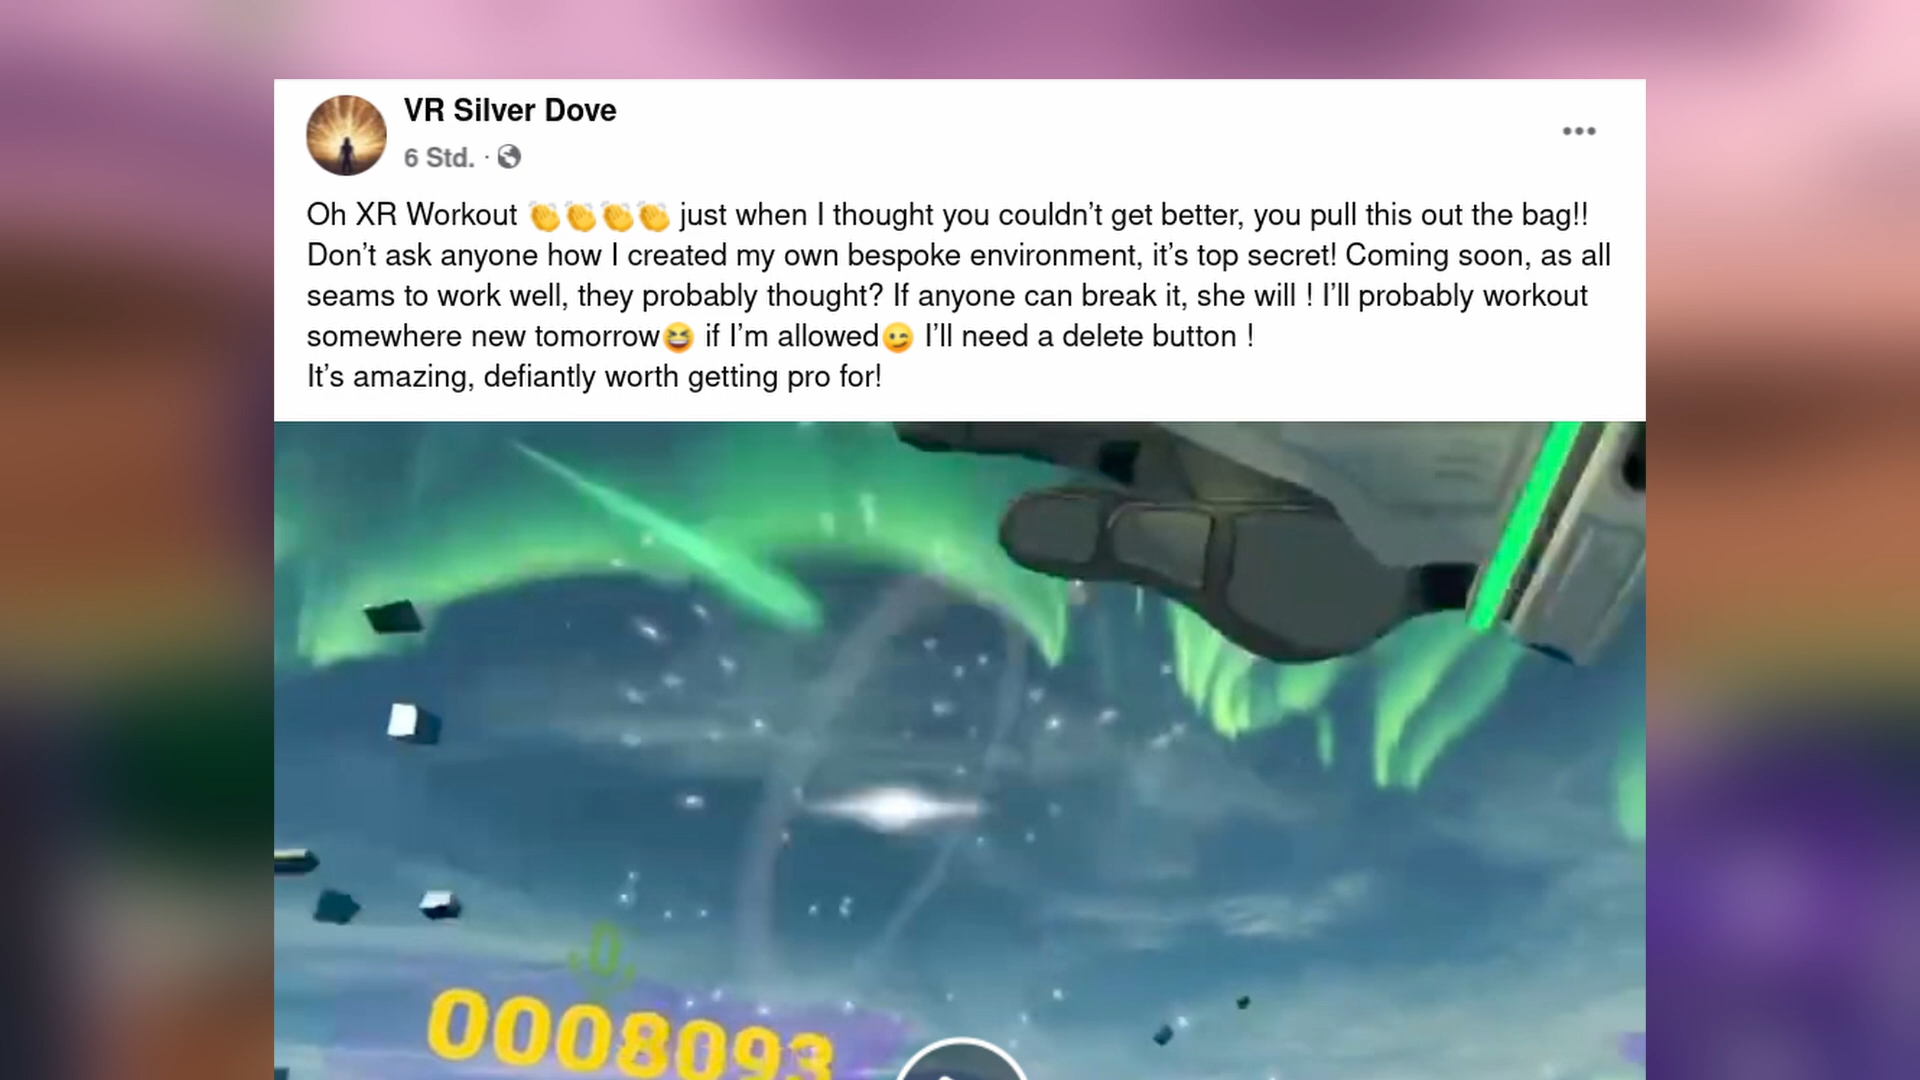 VR Silver Dove
6 Std. ·
Oh XR Workout 👏👏👏👏 just when I thought you couldn’t get better, you pull this out the bag!!
Don’t ask anyone how I created my own bespoke environment, it’s top secret! Coming soon, as all
seams to work well, they probably thought? If anyone can break it, she will ! I’ll probably workout
somewhere new tomorrow😆 if I’m allowed😉 I’ll need a delete button !
It’s amazing, defiantly worth getting pro for!
0
0008093